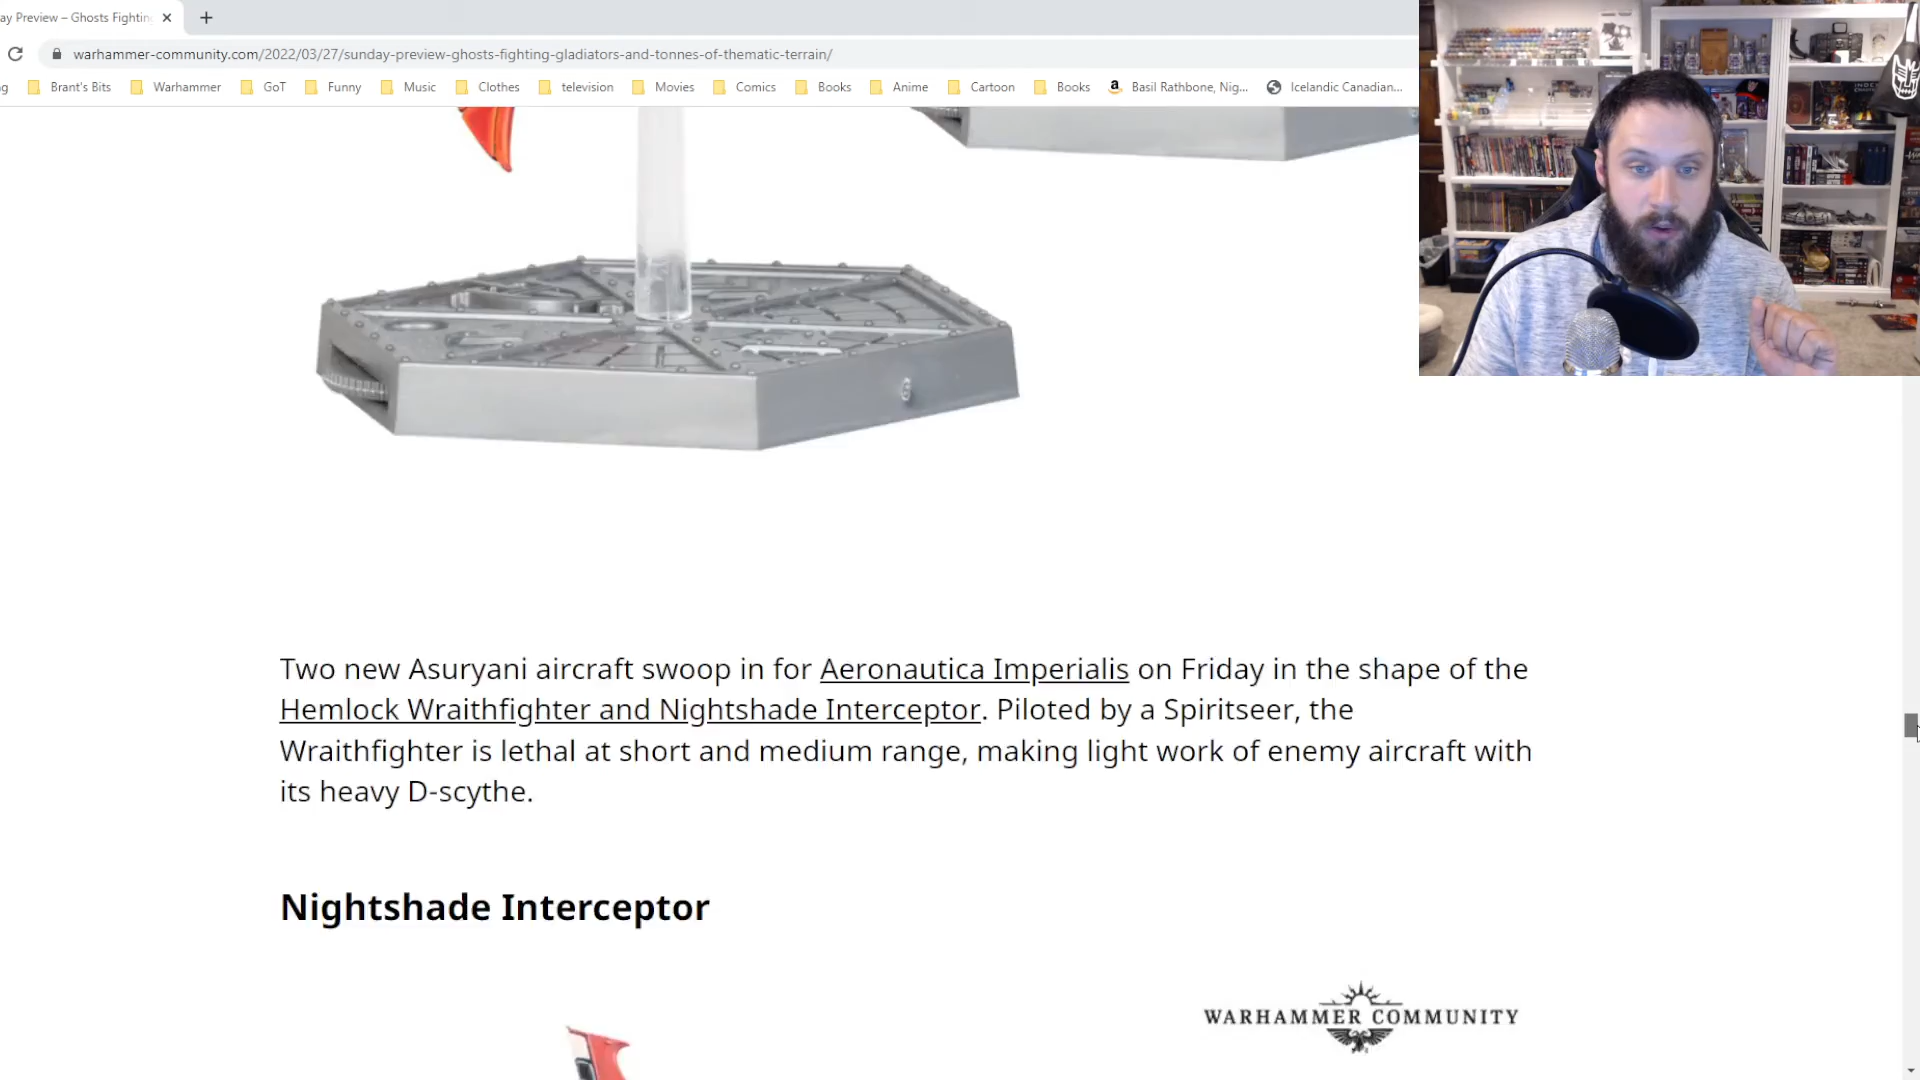 ay Preview – Ghosts Fighting
warhammer-community.com/2022/03/27/sunday-preview-ghosts-fighting-gladiators-and-tonnes-of-thematic-terrain/
g Brant's Bits Warhammer GoT Funny Music Clothes television Movies Comics Books Anime Cartoon Books Basil Rathbone, Nig... Icelandic Canadian...
Two new Asuryani aircraft swoop in for Aeronautica Imperialis on Friday in the shape of the
Hemlock Wraithfighter and Nightshade Interceptor. Piloted by a Spiritseer, the
Wraithfighter is lethal at short and medium range, making light work of enemy aircraft with
its heavy D-scythe.
Nightshade Interceptor
WARHAMMER COMMUNITY